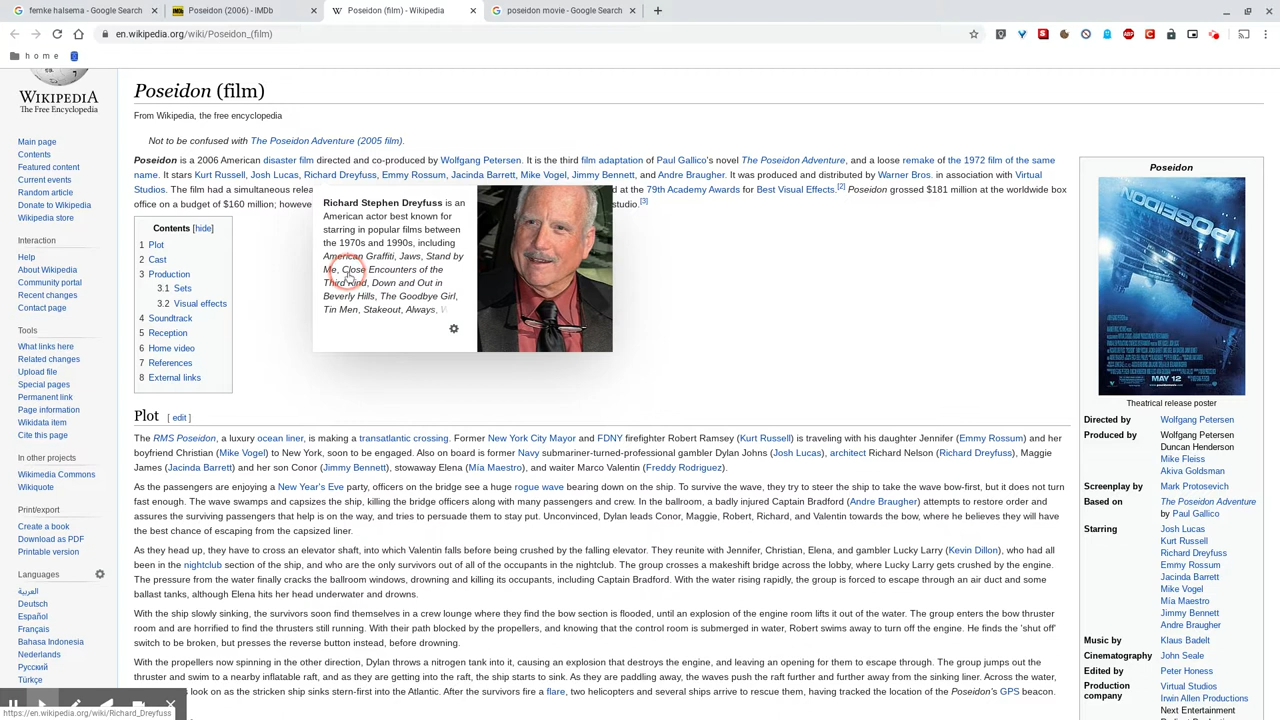 femke halsema - Google Search
Poseidon (2006) - IMDb
Poseidon (film) - Wikipedia
poseidon movie - Google Search
en.wikipedia.org/wiki/Poseidon_(film)
home
WIKIPEDIA
The Free Encyclopedia
Main page
Contents
Featured content
Current events
Random article
Donate to Wikipedia
Wikipedia store
Interaction
Help
About Wikipedia
Community portal
Recent changes
Contact page
Tools
What links here
Related changes
Upload file
Special pages
Permanent link
Page information
Wikidata item
Cite this page
In other projects
Wikimedia Commons
Wikiquote
Print/export
Create a book
Download as PDF
Printable version
Languages
العربية
Deutsch
Español
Français
Bahasa Indonesia
Nederlands
Русский
Türkçe
https://en.wikipedia.org/wiki/Richard_Dreyfuss
Poseidon (film)
From Wikipedia, the free encyclopedia
Not to be confused with The Poseidon Adventure (2005 film).
Poseidon is a 2006 American disaster film directed and co-produced by Wolfgang Petersen. It is the third film adaptation of Paul Gallico's novel The Poseidon Adventure, and a loose remake of the 1972 film of the same
name. It stars Kurt Russell, Josh Lucas, Richard Dreyfuss, Emmy Rossum, Jacinda Barrett, Mike Vogel, Jimmy Bennett, and Andre Braugher. It was produced and distributed by Warner Bros. in association with Virtual
Studios. The film had a simultaneous relea d at the 79th Academy Awards for Best Visual Effects.[2] Poseidon grossed $181 million at the worldwide
box office on a budget of $160 million; howeve studio.[3]
Richard Stephen Dreyfuss is an
American actor best known for
starring in popular films between
the 1970s and 1990s, including
American Graffiti, Jaws, Stand by
Me, Close Encounters of the
Third Kind, Down and Out in
Beverly Hills, The Goodbye Girl,
Tin Men, Stakeout, Always,
Contents [hide]
1 Plot
2 Cast
3 Production
3.1 Sets
3.2 Visual effects
4 Soundtrack
5 Reception
6 Home video
7 References
8 External links
Plot [ edit ]
The RMS Poseidon, a luxury ocean liner, is making a transatlantic crossing. Former New York City Mayor and FDNY firefighter Robert Ramsey (Kurt Russell) is traveling with his daughter Jennifer (Emmy Rossum) and her
boyfriend Christian (Mike Vogel) to New York, soon to be engaged. Also on board is former Navy submariner-turned-professional gambler Dylan Johns (Josh Lucas), architect Richard Nelson (Richard Dreyfuss), Maggie
James (Jacinda Barrett) and her son Conor (Jimmy Bennett), stowaway Elena (Mía Maestro), and waiter Marco Valentin (Freddy Rodriguez).
As the passengers are enjoying a New Year's Eve party, officers on the bridge see a huge rogue wave bearing down on the ship. To survive the wave, they try to steer the ship to take the wave bow-first, but it does not turn
fast enough. The wave swamps and capsizes the ship, killing the bridge officers along with many passengers and crew. In the ballroom, a badly injured Captain Bradford (Andre Braugher) attempts to restore order and
assures the surviving passengers that help is on the way, and tries to persuade them to stay put. Unconvinced, Dylan leads Conor, Maggie, Robert, Richard, and Valentin towards the bow, where he believes they will have
the best chance of escaping from the capsized liner.
As they head up, they have to cross an elevator shaft, into which Valentin falls before being crushed by the falling elevator. They reunite with Jennifer, Christian, Elena, and gambler Lucky Larry (Kevin Dillon), who had all
been in the nightclub section of the ship, and who are the only survivors out of all of the occupants in the nightclub. The group crosses a makeshift bridge across the lobby, where Lucky Larry gets crushed by the engine.
The pressure from the water finally cracks the ballroom windows, drowning and killing its occupants, including Captain Bradford. With the water rising rapidly, the group is forced to escape through an air duct and some
ballast tanks, although Elena hits her head underwater and drowns.
With the ship slowly sinking, the survivors soon find themselves in a crew lounge where they find the bow section is flooded, until an explosion of the engine room lifts it out of the water. The group enters the bow thruster
room and are horrified to find the thrusters still running. With their path blocked by the propellers, and knowing that the control room is submerged in water, Robert swims away to turn off the engine. He finds the 'shut off'
switch to be broken, but presses the reverse button instead, before drowning.
With the propellers now spinning in the other direction, Dylan throws a nitrogen tank into it, causing an explosion that destroys the engine, and leaving an opening for them to escape through. The group jumps out the
thruster and swim to a nearby inflatable raft, and as they are getting into the raft, the ship starts to sink. As they are paddling away, the waves push the raft further and further away from the sinking liner. Across the water,
look on as the stricken ship sinks stern-first into the Atlantic. After the survivors fire a flare, two helicopters and several ships arrive to rescue them, having tracked the location of the Poseidon's GPS beacon.
Poseidon
POSEIDON
MAY 12
Theatrical release poster
Directed by Wolfgang Petersen
Produced by Wolfgang Petersen
Duncan Henderson
Mike Fleiss
Akiva Goldsman
Screenplay by Mark Protosevich
Based on The Poseidon Adventure
by Paul Gallico
Starring Josh Lucas
Kurt Russell
Richard Dreyfuss
Emmy Rossum
Jacinda Barrett
Mike Vogel
Mía Maestro
Jimmy Bennett
Andre Braugher
Music by Klaus Badelt
Cinematography John Seale
Edited by Peter Honess
Production Virtual Studios
company Irwin Allen Productions
Next Entertainment